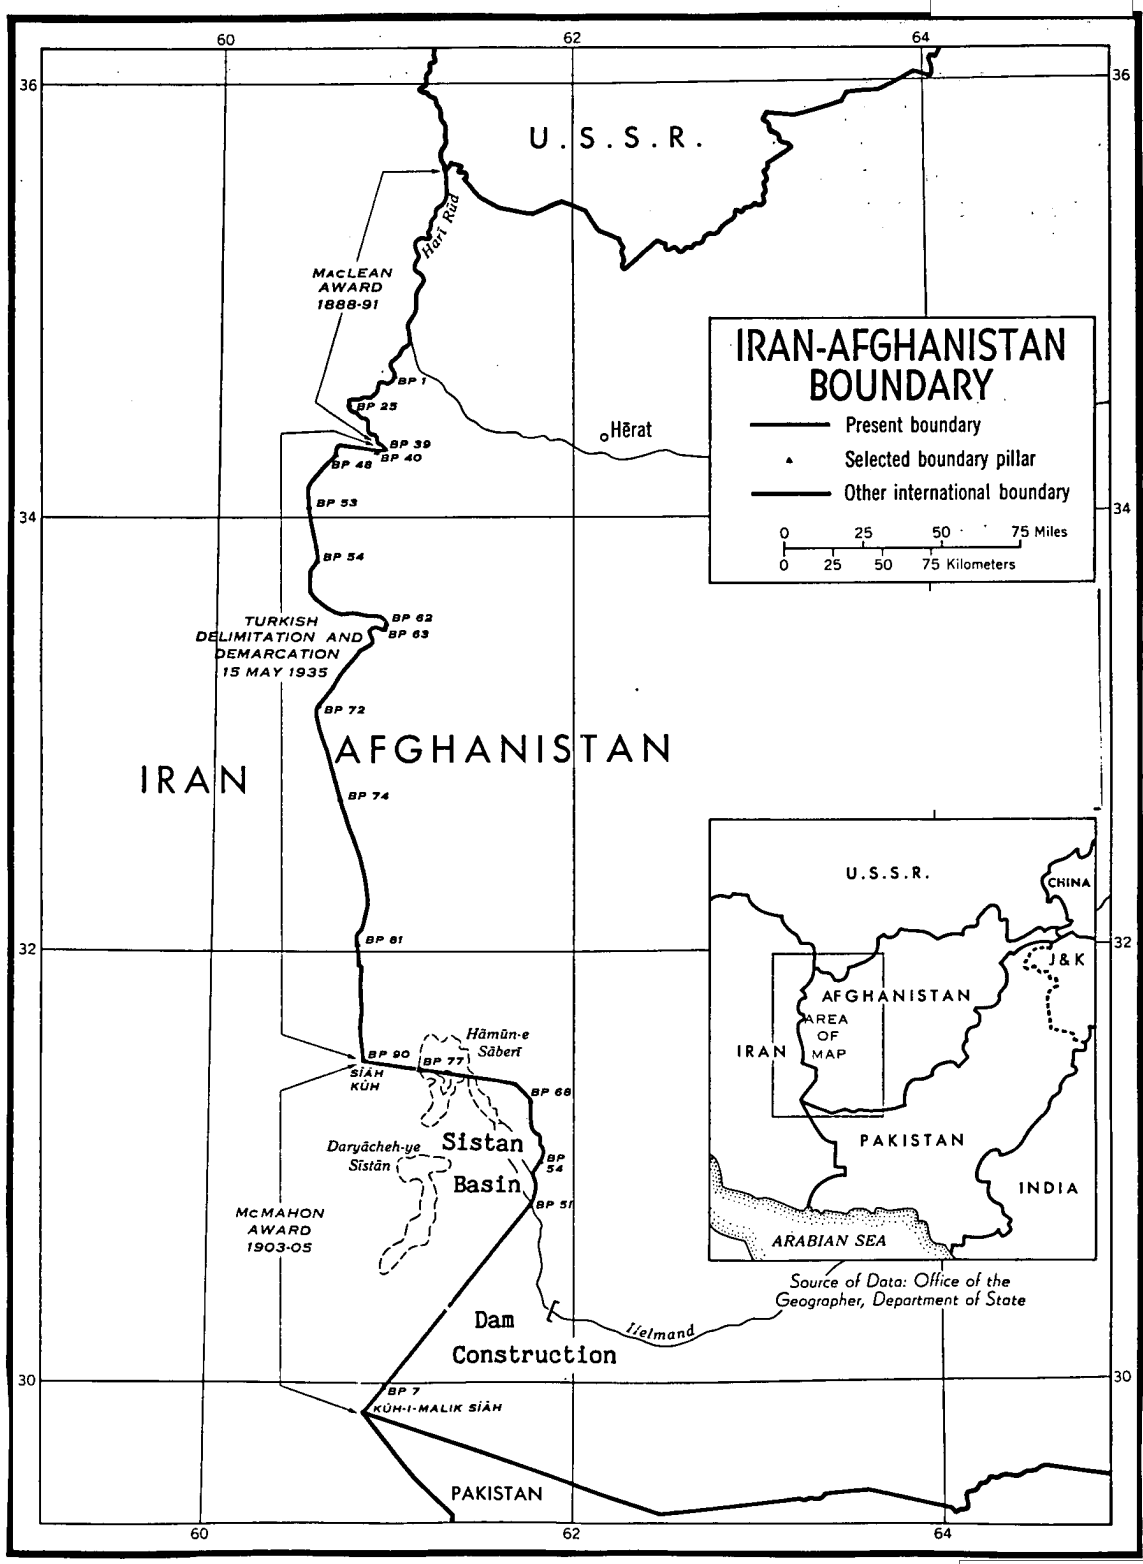 60
62
64
36
36
U.S.S.R.
Harī Rūd
MacLEAN
AWARD
1888-91
IRAN-AFGHANISTAN
BOUNDARY
Present boundary
Selected boundary pillar
Other international boundary
0 25 50 75 Miles
0 25 50 75 Kilometers
BP 1
BP 25
Hērat
BP 39
BP 40
BP 48
BP 53
34
34
BP 54
BP 62
BP 63
TURKISH
DELIMITATION AND
DEMARCATION
15 MAY 1935
BP 72
AFGHANISTAN
IRAN
BP 74
BP 81
32
32
U.S.S.R.
CHINA
J & K
AFGHANISTAN
AREA
OF
MAP
IRAN
PAKISTAN
INDIA
ARABIAN SEA
Hāmūn-e
Sāberī
BP 90
BP 77
SĪĀH
KŪH
BP 68
Sistan
Basin
Daryācheh-ye
Sīstān
BP
54
BP 51
McMAHON
AWARD
1903-05
Source of Data: Office of the
Geographer, Department of State
Dam
Construction
Helmand
30
30
BP 7
KŪH-I-MALIK SĪĀH
PAKISTAN
60
62
64